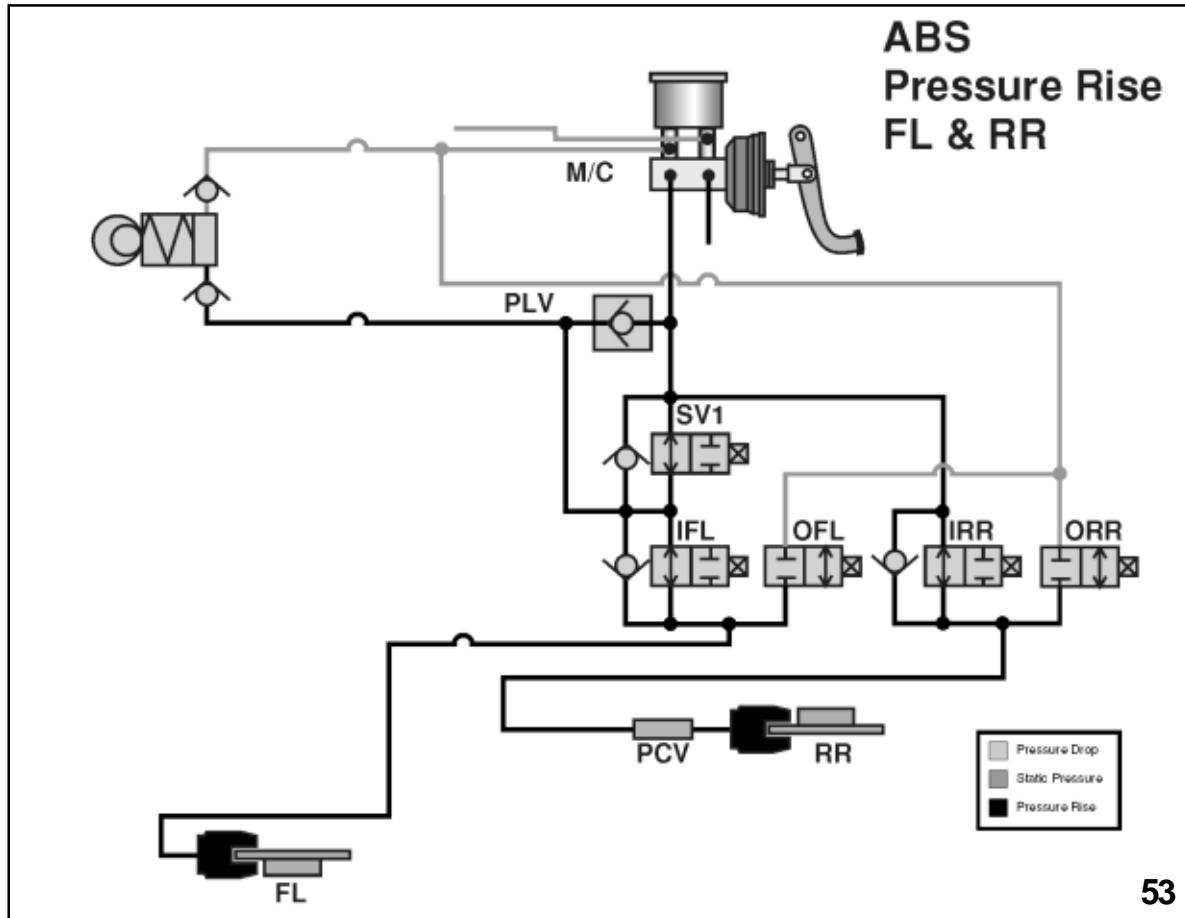 ABS
Pressure Rise
FL & RR
M/C
PLV
SV1
IFL
OFL
IRR
ORR
PCV
RR
FL
Pressure Drop
Static Pressure
Pressure Rise
53